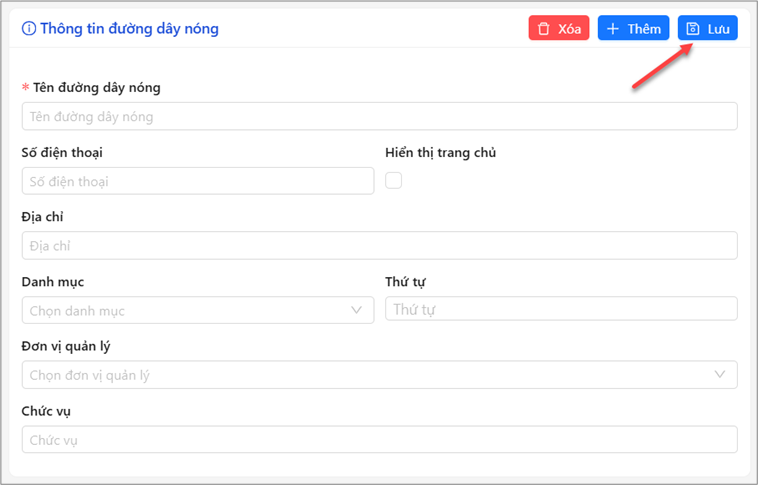 Thông tin đường dây nóng
Xóa
Thêm
Lưu
* Tên đường dây nóng
Tên đường dây nóng
Số điện thoại
Hiển thị trang chủ
Số điện thoại
Địa chỉ
Địa chỉ
Danh mục
Thứ tự
Chọn danh mục
Thứ tự
Đơn vị quản lý
Chọn đơn vị quản lý
Chức vụ
Chức vụ